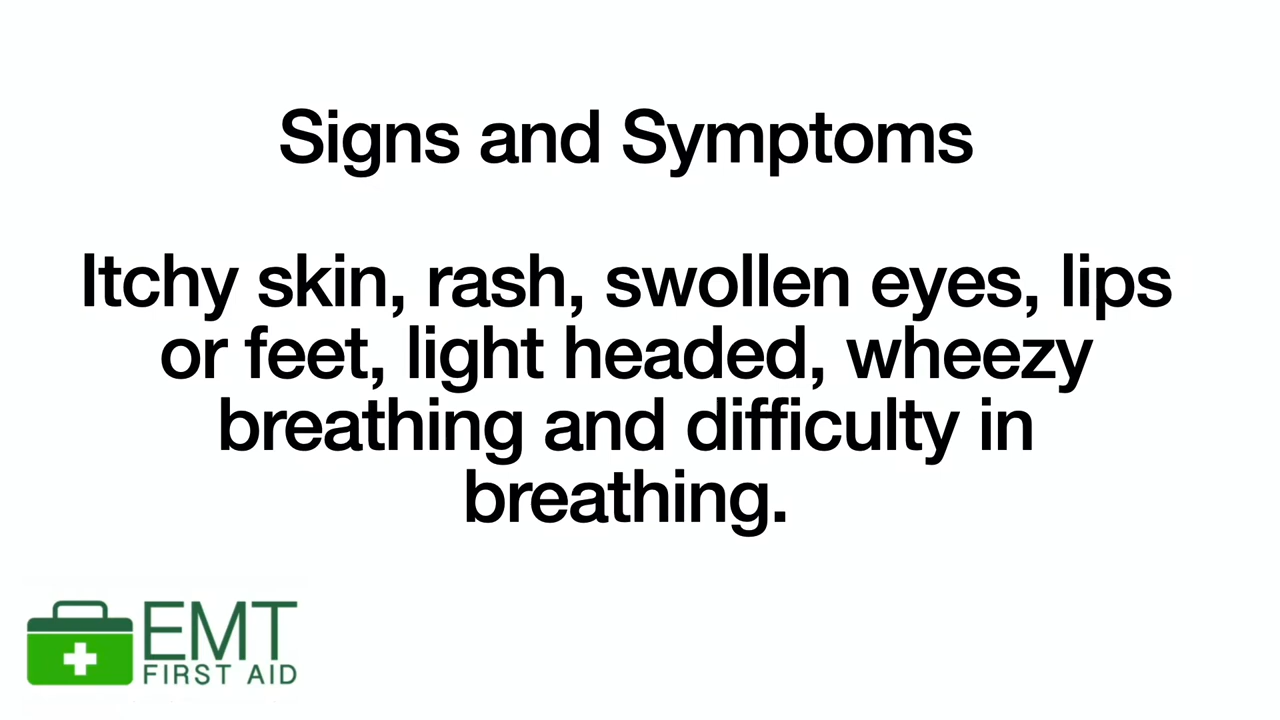 Signs and Symptoms
Itchy skin, rash, swollen eyes, lips
or feet, light headed, wheezy
breathing and difficulty in
breathing.
EMT
FIRST AID